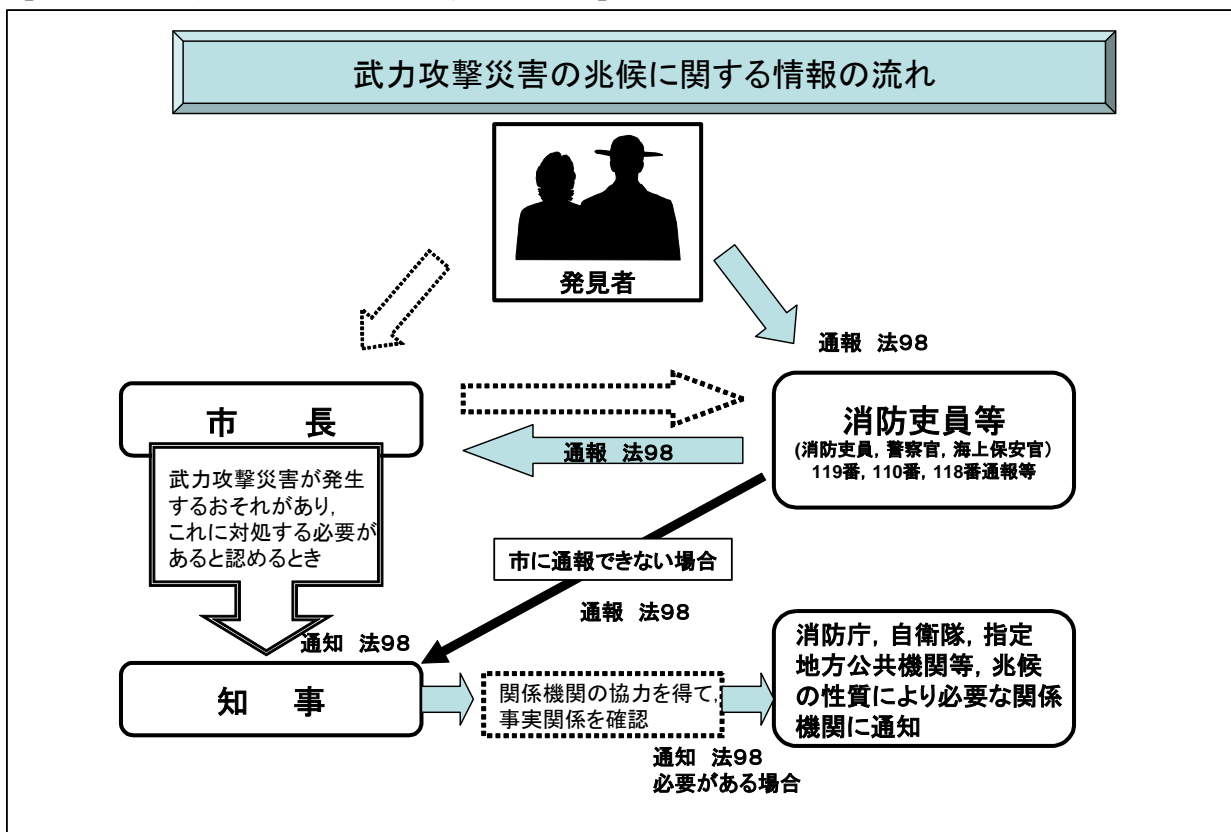 武力攻撃災害の兆候に関する情報の流れ
発見者
通報 法98
市 長
消防吏員等
(消防吏員, 警察官, 海上保安官)
119番, 110番, 118番通報等
通報 法98
武力攻撃災害が発生
するおそれがあり,
これに対処する必要が
あると認めるとき
市に通報できない場合
通報 法98
通知 法98
知 事
関係機関の協力を得て,
事実関係を確認
消防庁, 自衛隊, 指定
地方公共機関等, 兆候
の性質により必要な関係
機関に通知
通知 法98
必要がある場合